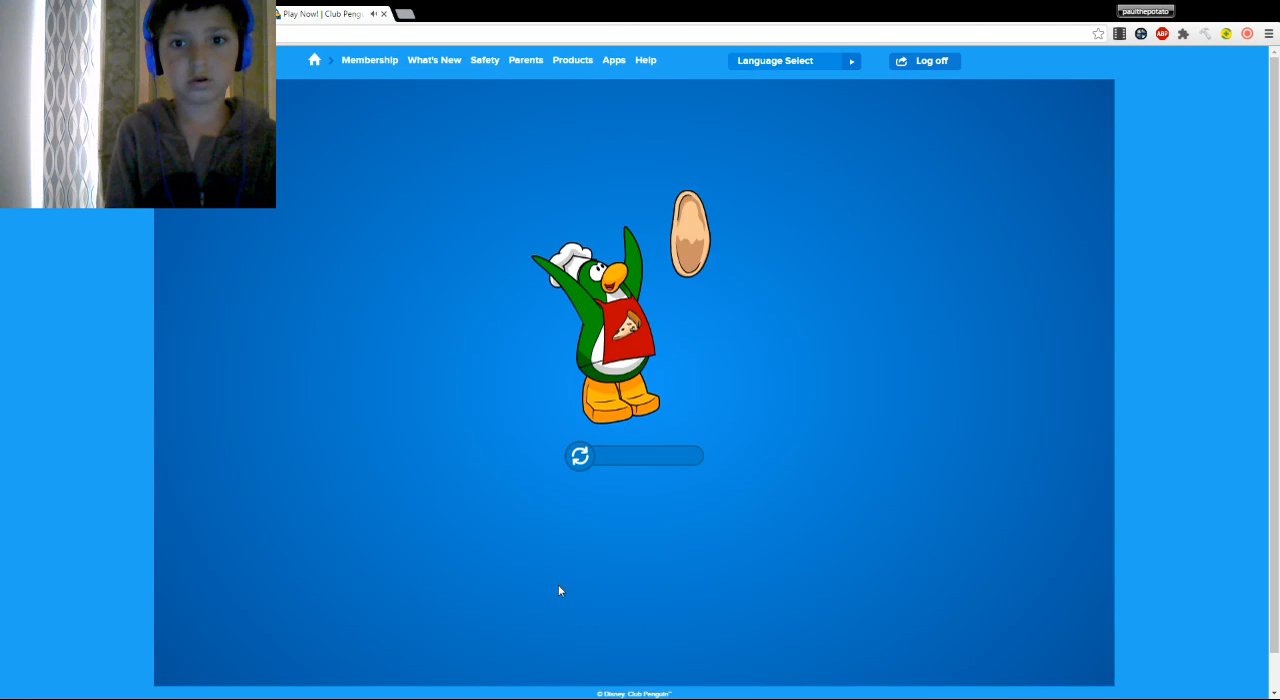 Play Now! | Club Pengu
paulthepotato
ABP
Membership What's New Safety Parents Products Apps Help Language Select Log off
© Disney. Club Penguin™